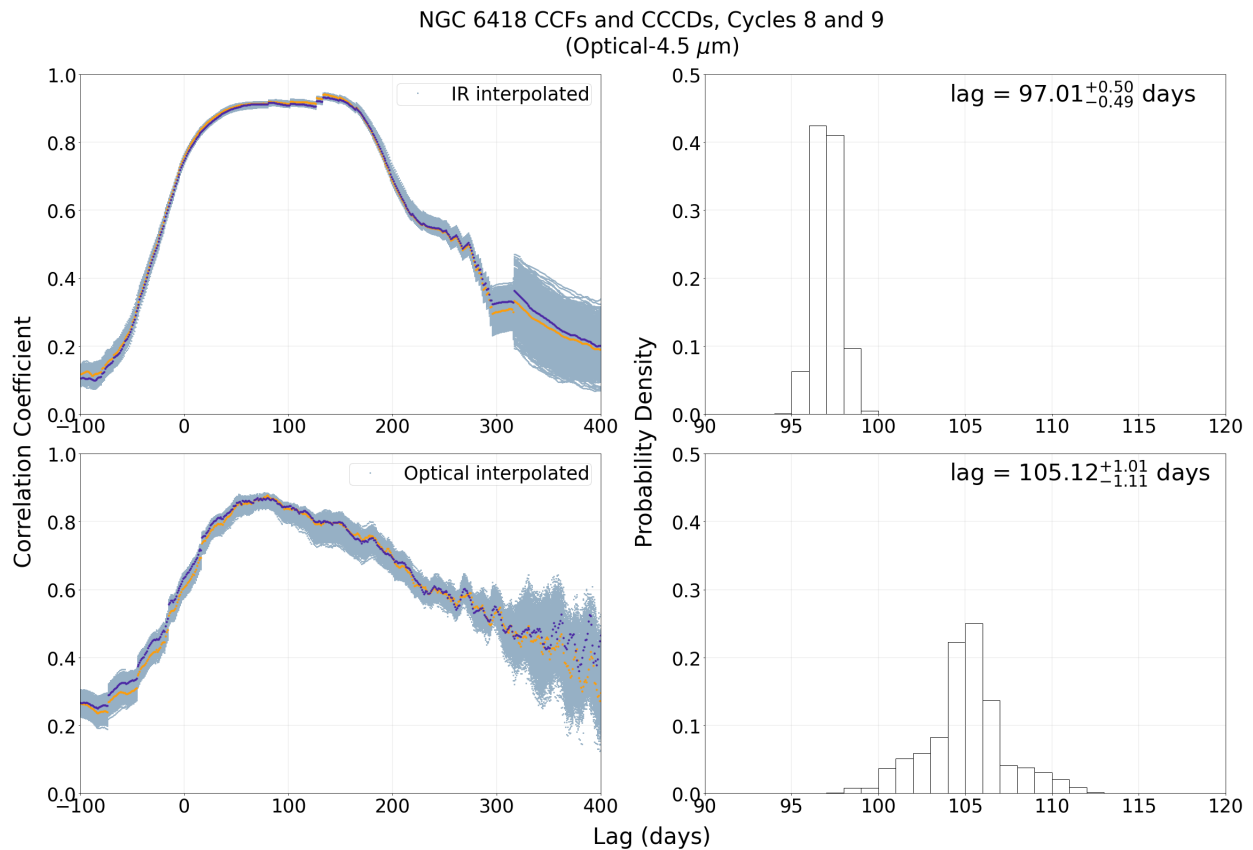 NGC 6418 CCFs and CCCDs, Cycles 8 and 9
(Optical-4.5 μm)
IR interpolated
1.0
0.8
0.6
0.4
0.2
0.0
−100 0 100 200 300 400
lag = 97.01+0.50−0.49 days
0.5
0.4
0.3
0.2
0.1
0.0
90 95 100 105 110 115 120
Correlation Coefficient
Probability Density
Optical interpolated
1.0
0.8
0.6
0.4
0.2
0.0
−100 0 100 200 300 400
lag = 105.12+1.01−1.11 days
0.5
0.4
0.3
0.2
0.1
0.0
90 95 100 105 110 115 120
Lag (days)